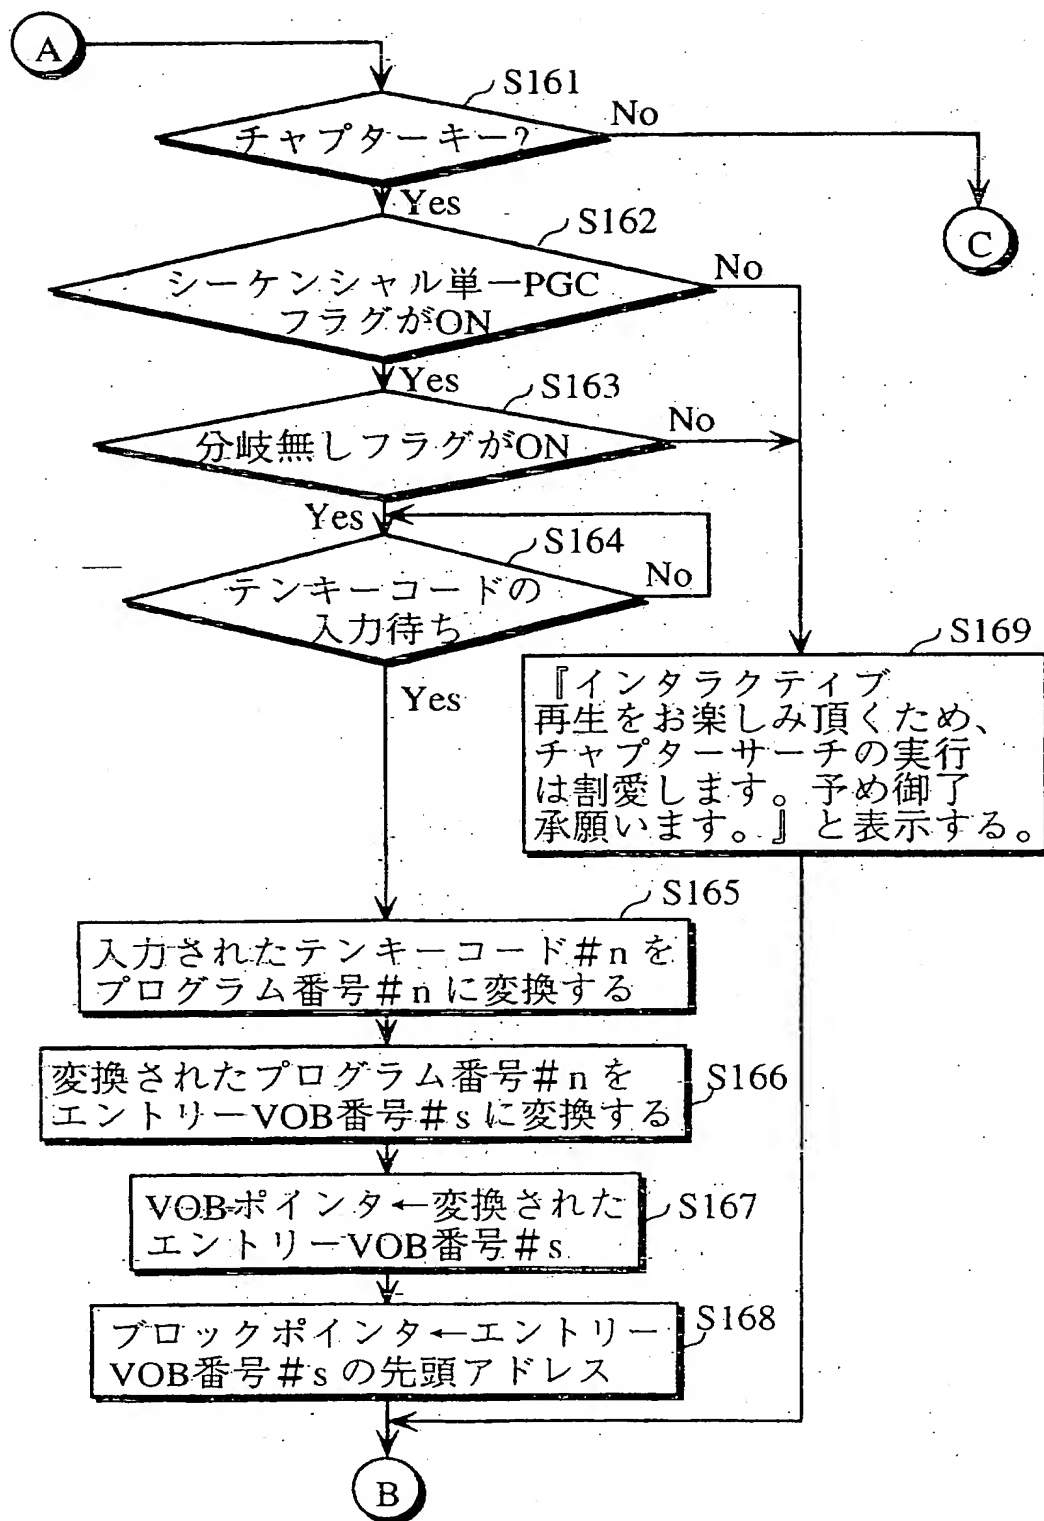 A
S161
チャプターキー?
No
Yes
C
S162
シーケンシャル単一PGC
フラグがON
No
Yes
S163
分岐無しフラグがON
No
Yes
S164
テンキーコードの
入力待ち
No
Yes
S169
『インタラクティブ
再生をお楽しみ頂くため、
チャプターサーチの実行
は割愛します。予め御了
承願います。』と表示する。
S165
入力されたテンキーコード#nを
プログラム番号#nに変換する
変換されたプログラム番号#nを
エントリーVOB番号#sに変換する
S166
VOBポインタ←変換された
エントリーVOB番号#s
S167
ブロックポインタ←エントリー
VOB番号#sの先頭アドレス
S168
B